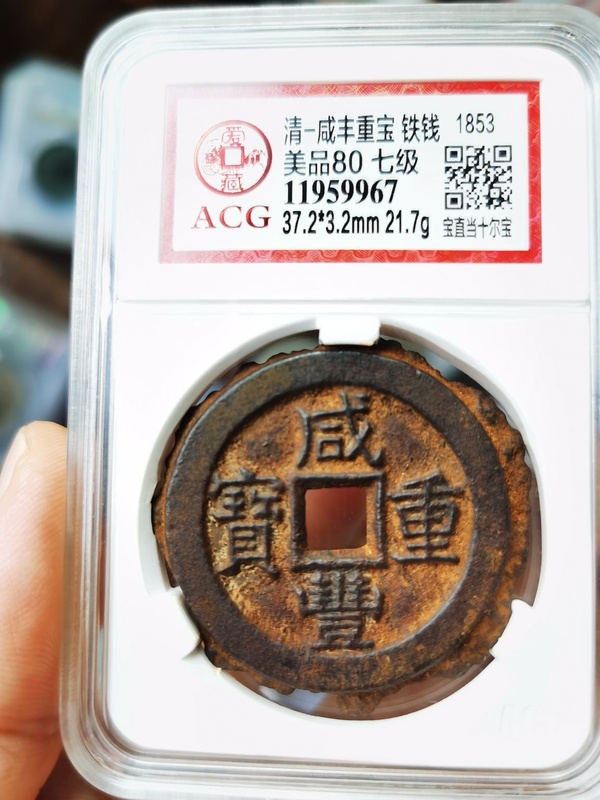 爱
藏
ACG
清-咸丰重宝 铁钱 1853
美品80 七级
11959967
37.2*3.2mm 21.7g 宝直当十尔宝
咸
寶 重
豐